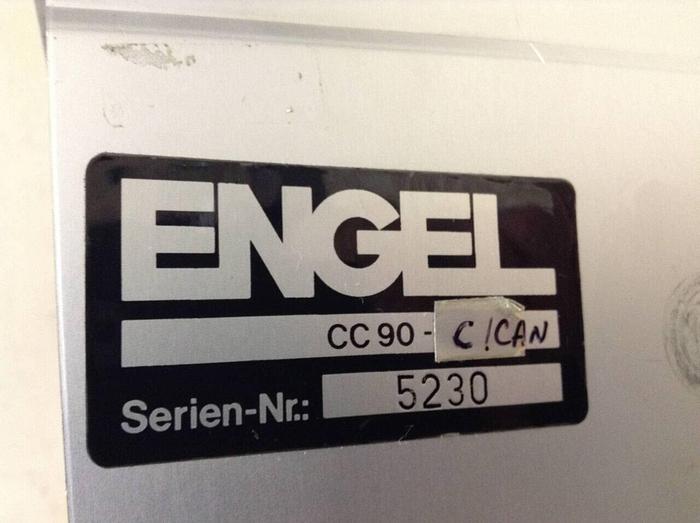 ENGEL
CC 90 - C/CAN
Serien-Nr.: 5230